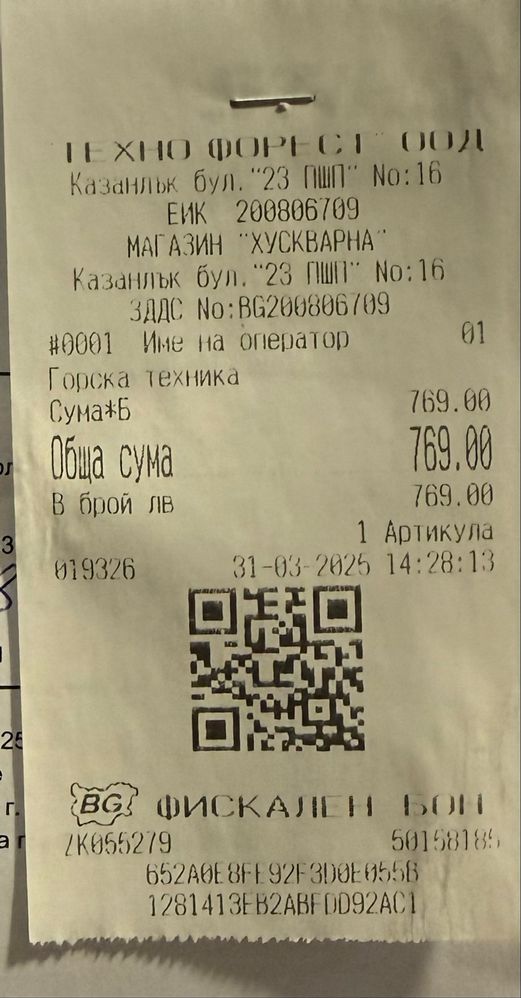 "ТЕХНО ФОРЕСТ" ООД
Казанлък бул."23 ПШП" No:16
ЕИК 200806709
МАГАЗИН "ХУСКВАРНА"
Казанлък бул."23 ПШП" No:16
ЗДДС No:BG200806709
#0001 Име на оператор 01
Горска техника
Сума*Б 769.00
Обща сума 769.00
В брой лв 769.00
1 Артикула
019326 31-03-2025 14:28:13
BG ФИСКАЛЕН БОН
ZK055279 50158185
652A0E8FE92F3D0E055B
1281413EB2ABFDD92AC1